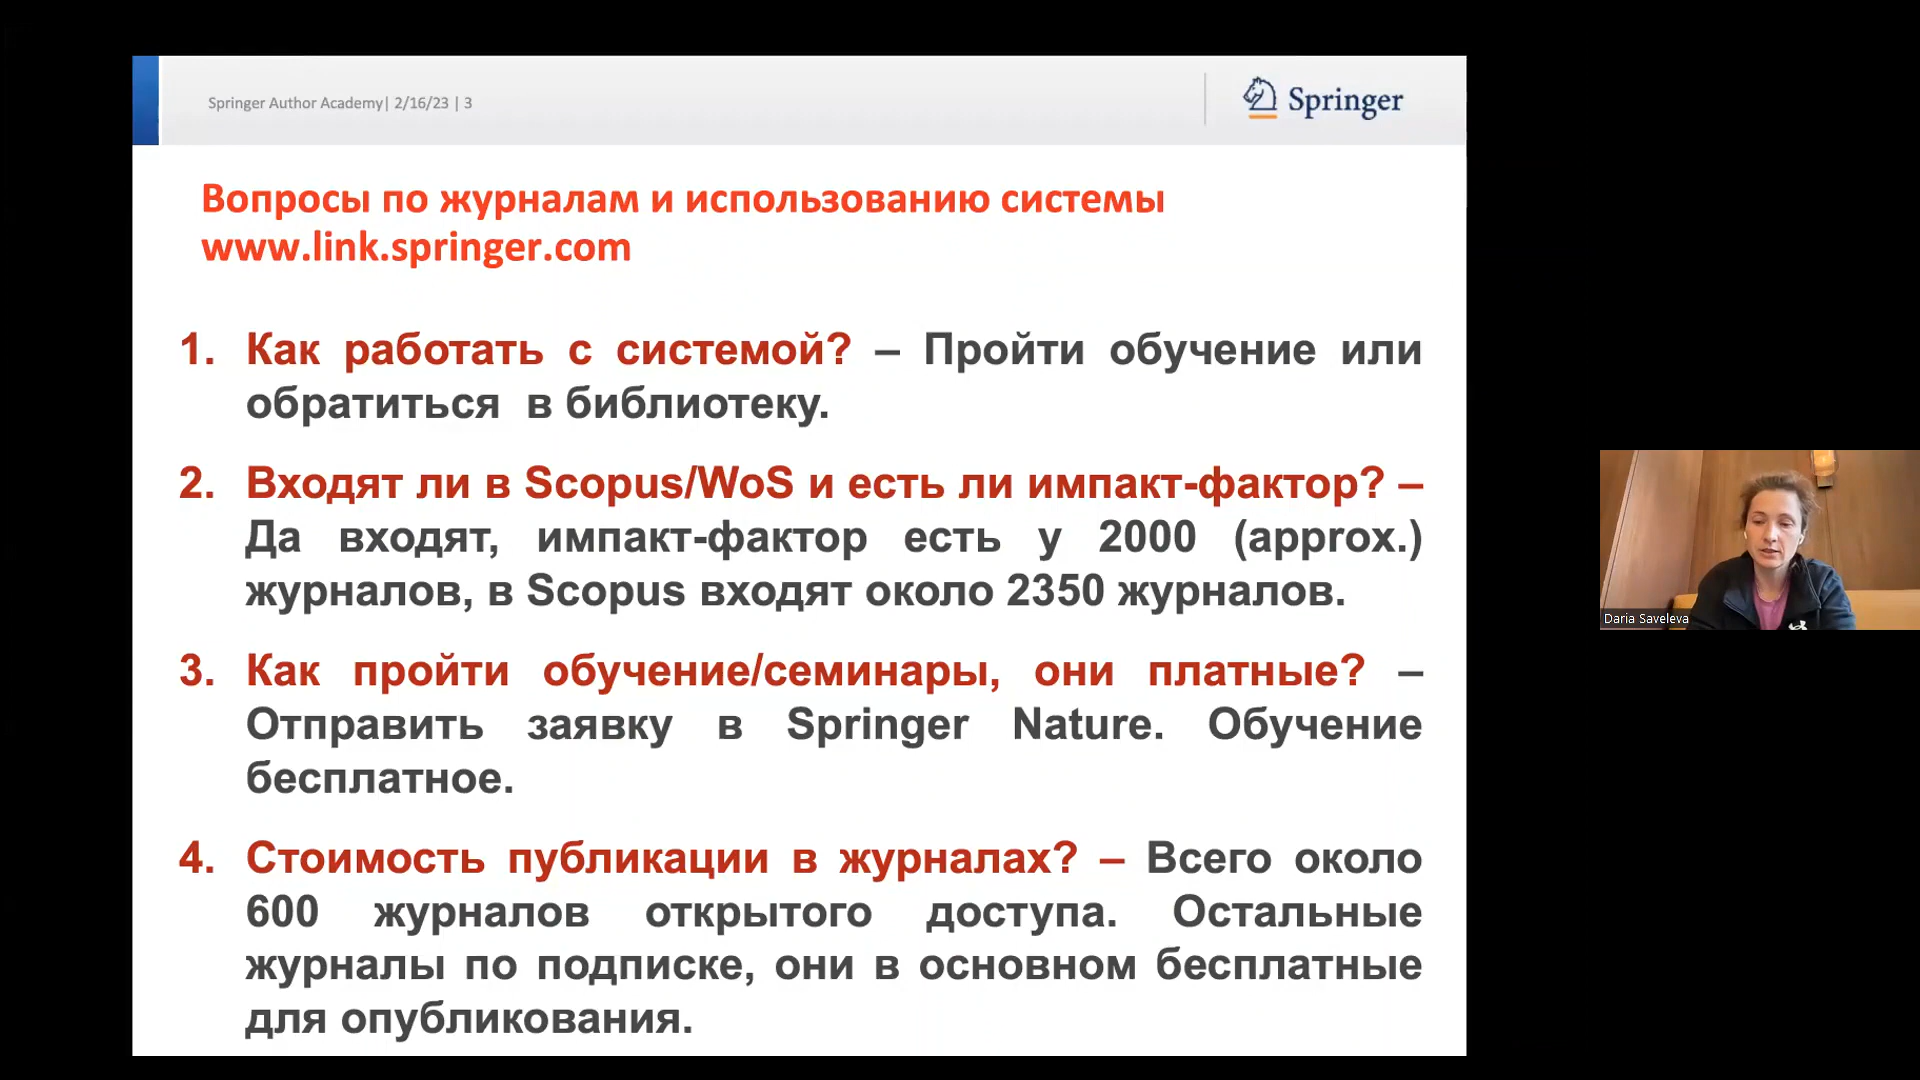 Springer Author Academy| 2/16/23 | 3
Springer
Вопросы по журналам и использованию системы
www.link.springer.com
1. Как работать с системой? – Пройти обучение или
обратиться в библиотеку.
2. Входят ли в Scopus/WoS и есть ли импакт-фактор? –
Да входят, импакт-фактор есть у 2000 (approx.)
журналов, в Scopus входят около 2350 журналов.
3. Как пройти обучение/семинары, они платные? –
Отправить заявку в Springer Nature. Обучение
бесплатное.
4. Стоимость публикации в журналах? – Всего около
600 журналов открытого доступа. Остальные
журналы по подписке, они в основном бесплатные
для опубликования.
Daria Saveleva